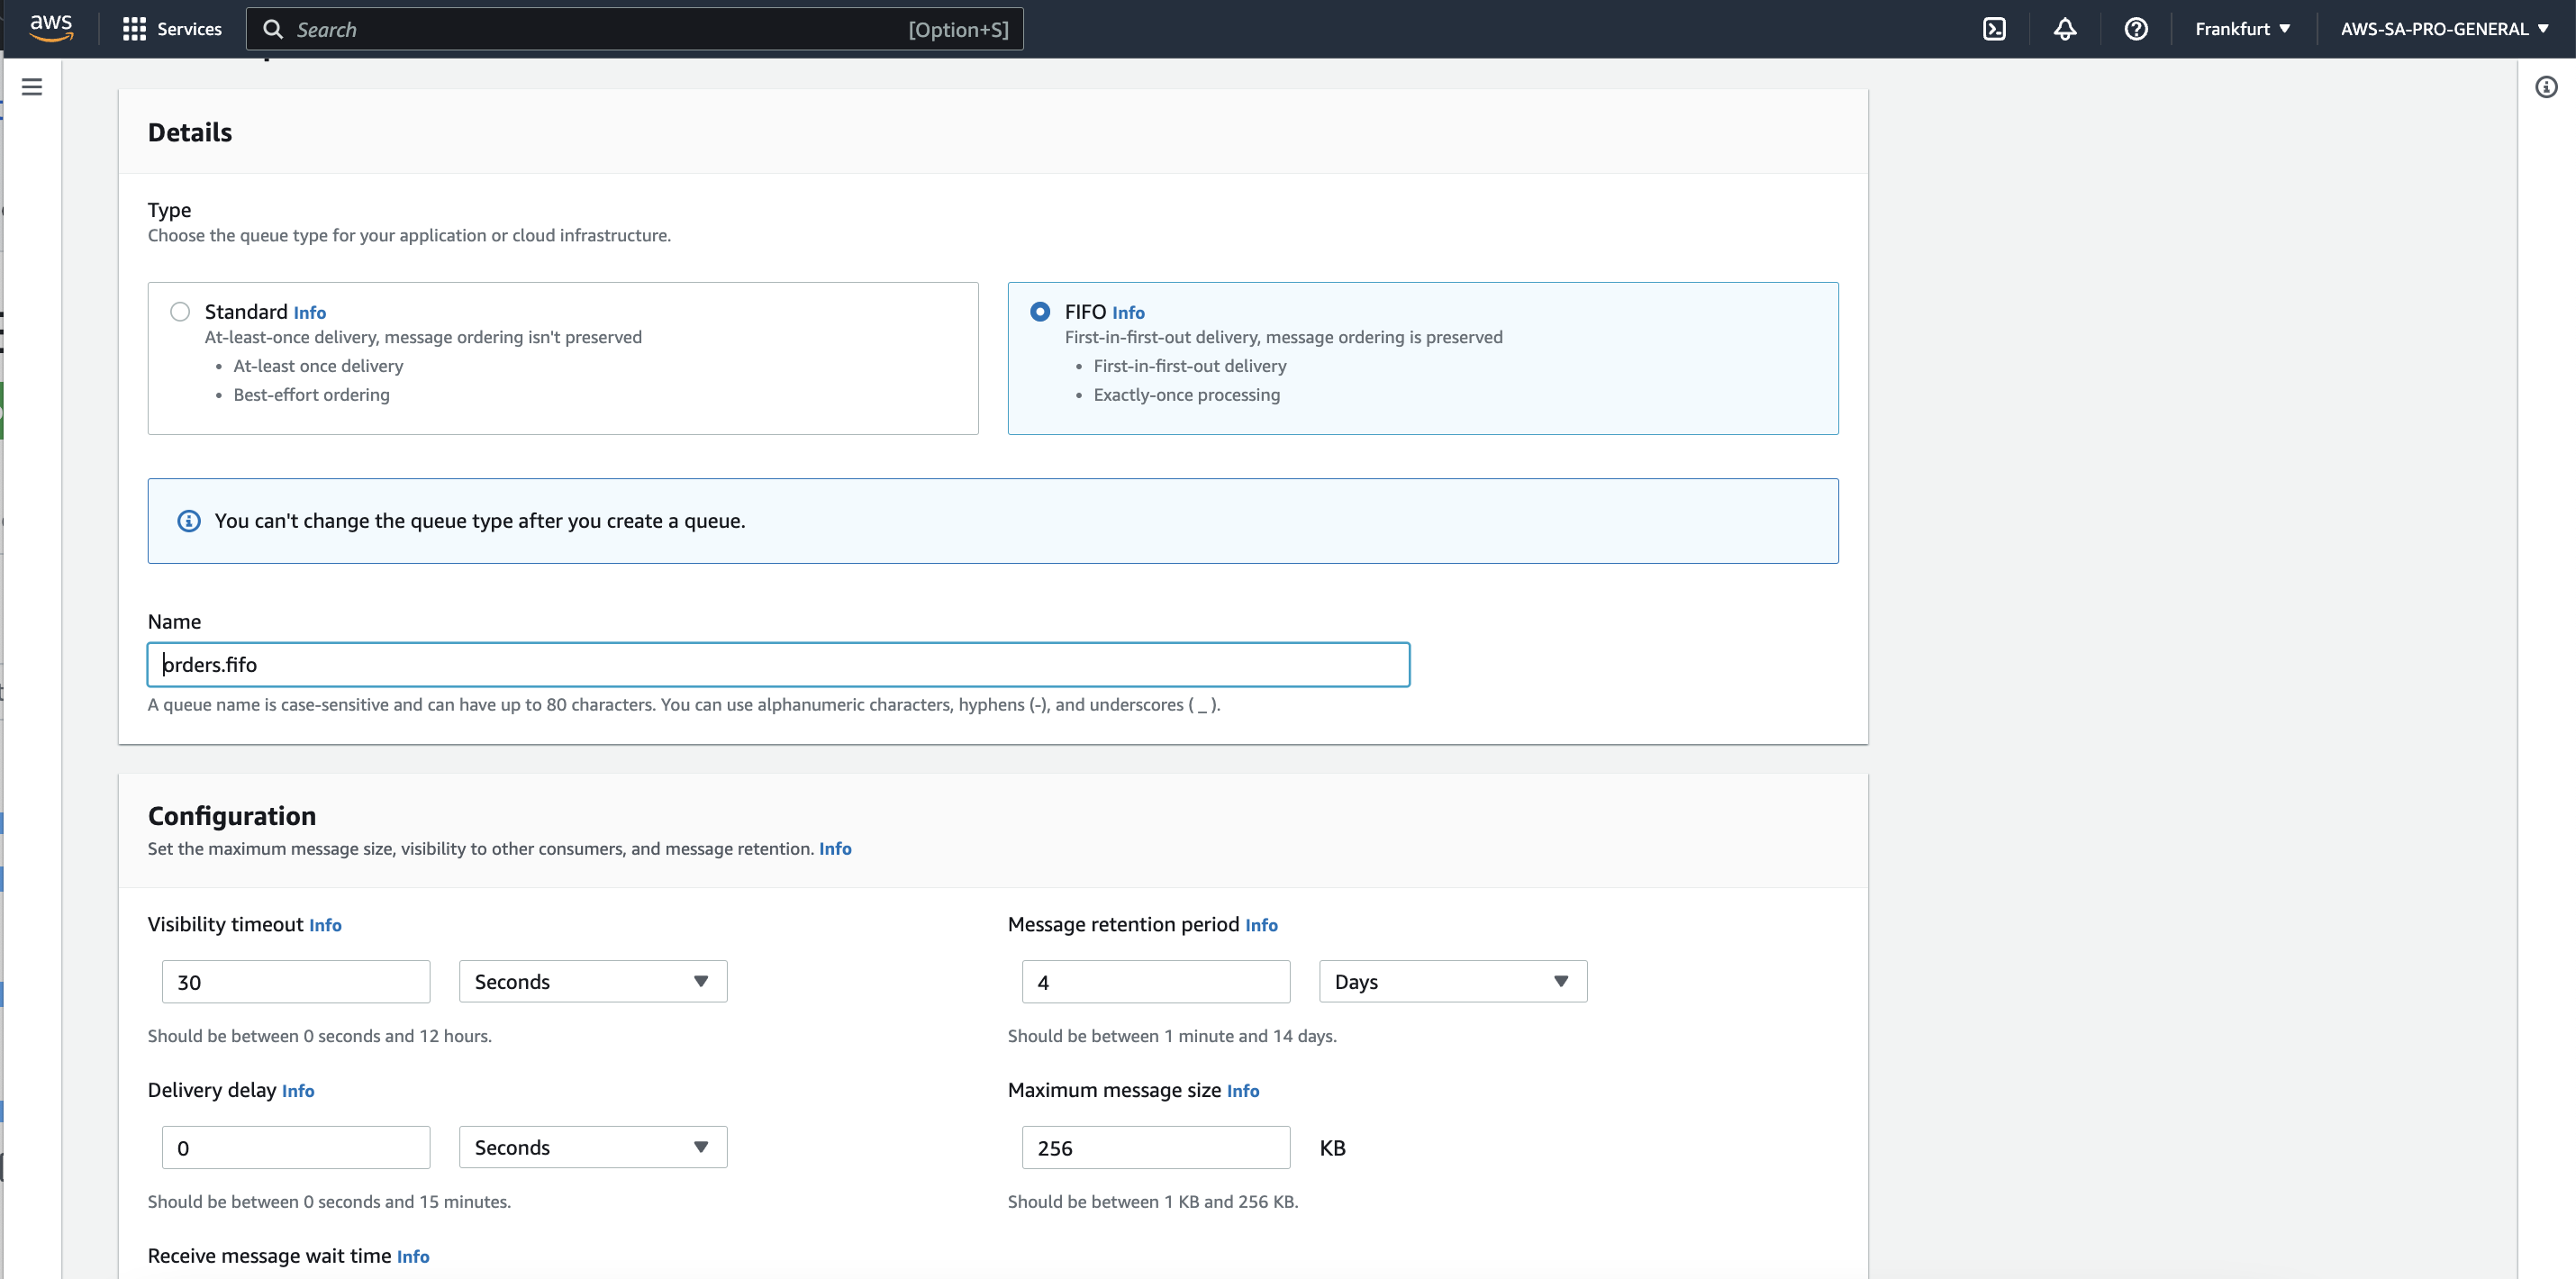 aws
Services
Search [Option+S]
Frankfurt
AWS-SA-PRO-GENERAL
Details
Type
Choose the queue type for your application or cloud infrastructure.
Standard Info
At-least-once delivery, message ordering isn't preserved
• At-least once delivery
• Best-effort ordering
FIFO Info
First-in-first-out delivery, message ordering is preserved
• First-in-first-out delivery
• Exactly-once processing
You can't change the queue type after you create a queue.
Name
orders.fifo
A queue name is case-sensitive and can have up to 80 characters. You can use alphanumeric characters, hyphens (-), and underscores ( _ ).
Configuration
Set the maximum message size, visibility to other consumers, and message retention. Info
Visibility timeout Info
30 Seconds
Should be between 0 seconds and 12 hours.
Message retention period Info
4 Days
Should be between 1 minute and 14 days.
Delivery delay Info
0 Seconds
Should be between 0 seconds and 15 minutes.
Maximum message size Info
256 KB
Should be between 1 KB and 256 KB.
Receive message wait time Info